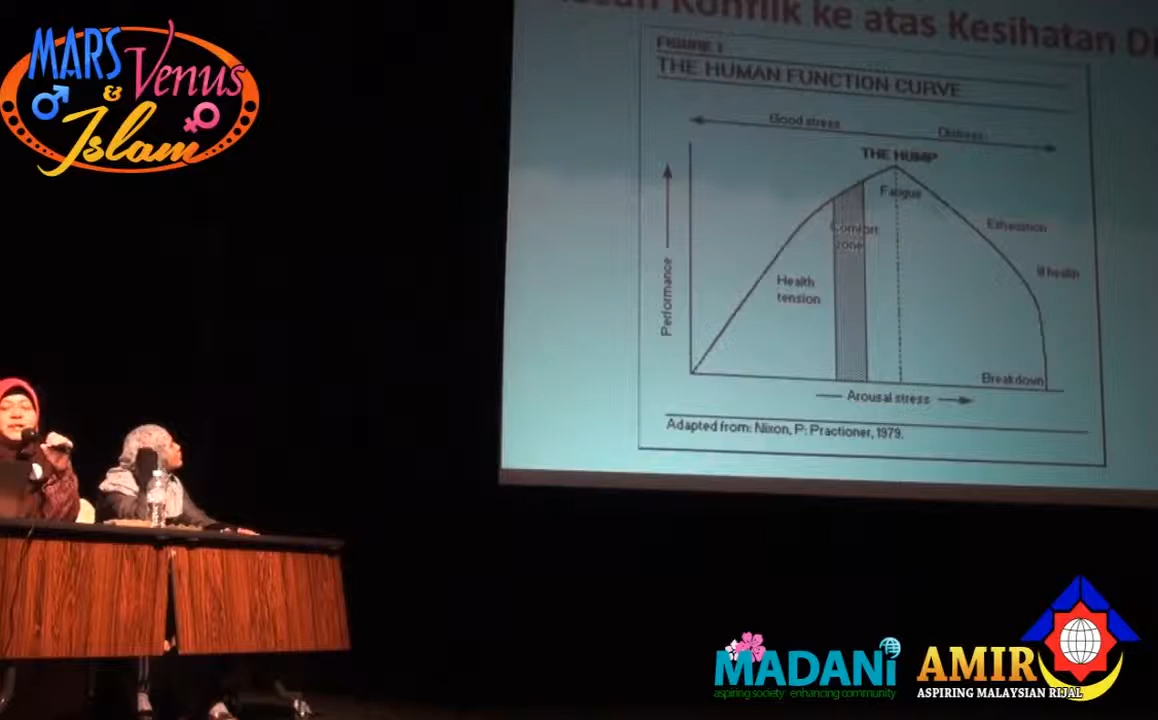 MARS
& Venus
Islam
Konflik ke atas Kesihatan
FIGURE 1
THE HUMAN FUNCTION CURVE
Good stress
Distress
THE HUMP
Fatigue
Comfort
zone
Exhaustion
Ill health
Health
tension
Performance
Breakdown
Arousal stress
Adapted from: Nixon, P: Practioner, 1979.
MADANi
aspiring society enhancing community
AMIR
ASPIRING MALAYSIAN RIJAL